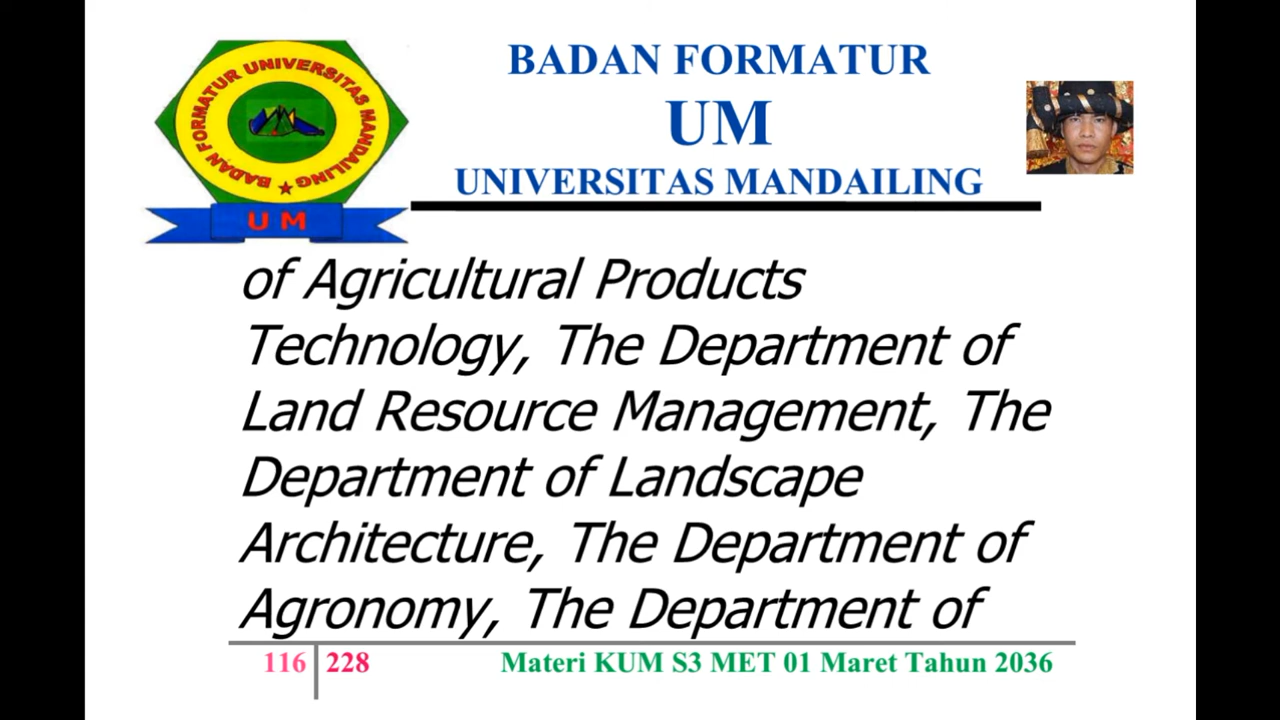 BADAN FORMATUR UNIVERSITAS MANDAILING
U M
BADAN FORMATUR
UM
UNIVERSITAS MANDAILING
of Agricultural Products
Technology, The Department of
Land Resource Management, The
Department of Landscape
Architecture, The Department of
Agronomy, The Department of
116 228 Materi KUM S3 MET 01 Maret Tahun 2036